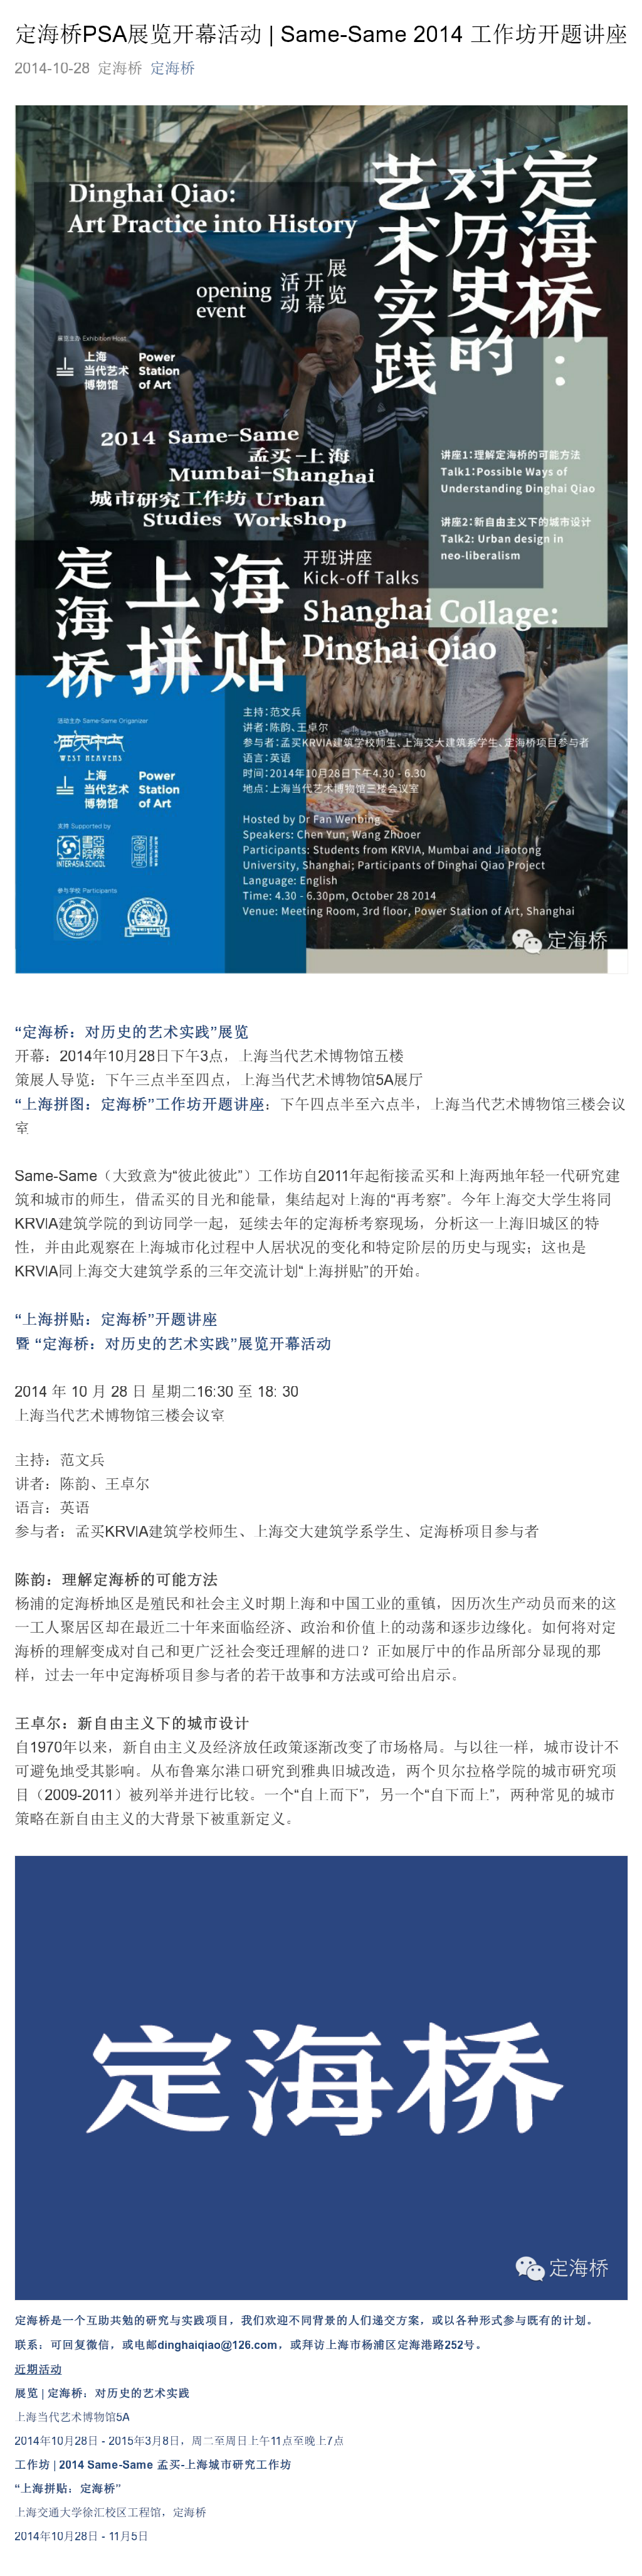 定海桥PSA展览开幕活动 | Same-Same 2014 工作坊开题讲座
2014-10-28 定海桥 定海桥
Dinghai Qiao:
Art Practice into History
定海桥：
对历史的
艺术实践
opening
event
展览
开幕
活动
展览主办 Exhibition Host
上海
当代艺术
博物馆
Power
Station
of Art
2014 Same-Same
孟买-上海
Mumbai-Shanghai
城市研究工作坊 Urban
Studies Workshop
讲座1：理解定海桥的可能方法
Talk1:Possible Ways of
Understanding Dinghai Qiao
讲座2：新自由主义下的城市设计
Talk2: Urban design in
neo-liberalism
定海桥
上海
拼贴
开班讲座
Kick-off Talks
Shanghai Collage:
Dinghai Qiao
活动主办 Same-Same Origanizer
西天中土
WEST HEAVENS
上海
当代艺术
博物馆
Power
Station
of Art
支持 Supported by
INTER-ASIA SCHOOL
参与学校 Participants
主持：范文兵
讲者：陈韵、王卓尔
参与者：孟买KRVIA建筑学校师生、上海交大建筑系学生、定海桥项目参与者
语言：英语
时间：2014年10月28日下午4.30 - 6.30
地点：上海当代艺术博物馆三楼会议室
Hosted by Dr Fan Wenbing
Speakers: Chen Yun, Wang Zhuoer
Participants: Students from KRVIA, Mumbai and Jiaotong
University, Shanghai; Participants of Dinghai Qiao Project
Language: English
Time: 4.30 - 6.30pm, October 28 2014
Venue: Meeting Room, 3rd floor, Power Station of Art, Shanghai
定海桥
“定海桥：对历史的艺术实践”展览
开幕：2014年10月28日下午3点，上海当代艺术博物馆五楼
策展人导览：下午三点半至四点，上海当代艺术博物馆5A展厅
“上海拼图：定海桥”工作坊开题讲座：下午四点半至六点半，上海当代艺术博物馆三楼会议
室
Same-Same（大致意为“彼此彼此”）工作坊自2011年起衔接孟买和上海两地年轻一代研究建
筑和城市的师生，借孟买的目光和能量，集结起对上海的“再考察”。今年上海交大学生将同
KRVIA建筑学院的到访同学一起，延续去年的定海桥考察现场，分析这一上海旧城区的特
性，并由此观察在上海城市化过程中人居状况的变化和特定阶层的历史与现实；这也是
KRVIA同上海交大建筑学系的三年交流计划“上海拼贴”的开始。
“上海拼贴：定海桥”开题讲座
暨 “定海桥：对历史的艺术实践”展览开幕活动
2014 年 10 月 28 日 星期二16:30 至 18: 30
上海当代艺术博物馆三楼会议室
主持：范文兵
讲者：陈韵、王卓尔
语言：英语
参与者：孟买KRVIA建筑学校师生、上海交大建筑学系学生、定海桥项目参与者
陈韵：理解定海桥的可能方法
杨浦的定海桥地区是殖民和社会主义时期上海和中国工业的重镇，因历次生产动员而来的这
一工人聚居区却在最近二十年来面临经济、政治和价值上的动荡和逐步边缘化。如何将对定
海桥的理解变成对自己和更广泛社会变迁理解的进口？正如展厅中的作品所部分显现的那
样，过去一年中定海桥项目参与者的若干故事和方法或可给出启示。
王卓尔：新自由主义下的城市设计
自1970年以来，新自由主义及经济放任政策逐渐改变了市场格局。与以往一样，城市设计不
可避免地受其影响。从布鲁塞尔港口研究到雅典旧城改造，两个贝尔拉格学院的城市研究项
目（2009-2011）被列举并进行比较。一个“自上而下”，另一个“自下而上”，两种常见的城市
策略在新自由主义的大背景下被重新定义。
定海桥
定海桥
定海桥是一个互助共勉的研究与实践项目，我们欢迎不同背景的人们递交方案，或以各种形式参与既有的计划。
联系：可回复微信，或电邮dinghaiqiao@126.com，或拜访上海市杨浦区定海港路252号。
近期活动
展览 | 定海桥：对历史的艺术实践
上海当代艺术博物馆5A
2014年10月28日 - 2015年3月8日，周二至周日上午11点至晚上7点
工作坊 | 2014 Same-Same 孟买-上海城市研究工作坊
“上海拼贴：定海桥”
上海交通大学徐汇校区工程馆，定海桥
2014年10月28日 - 11月5日